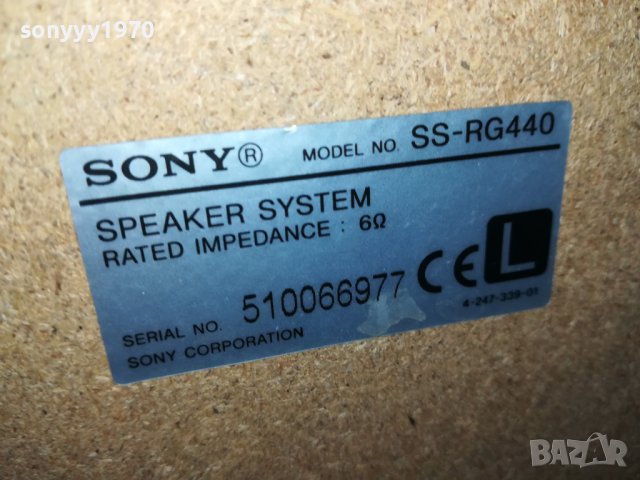 sonyyy1970
SONY® MODEL NO. SS-RG440
SPEAKER SYSTEM
RATED IMPEDANCE : 6Ω
CE L
SERIAL NO. 510066977
4-247-339-01
SONY CORPORATION
BAZAR